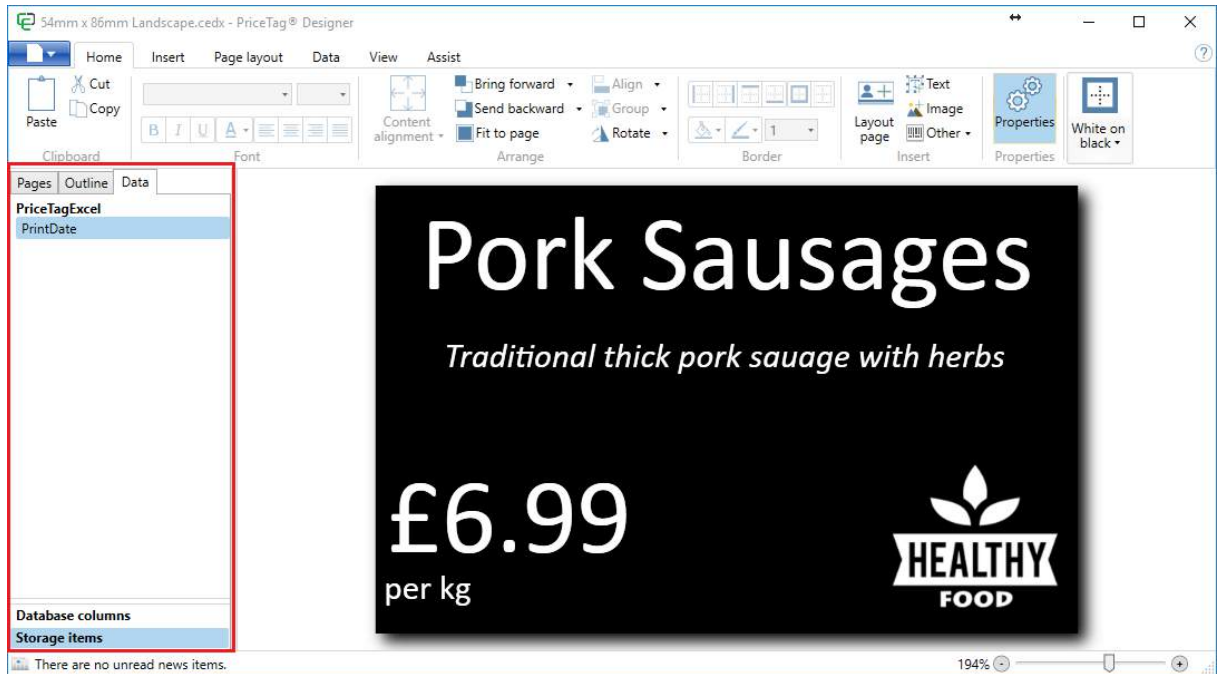 54mm x 86mm Landscape.cedx - PriceTag® Designer
Home Insert Page layout Data View Assist
Paste
Cut
Copy
Clipboard
B I U A
Font
Content alignment
Bring forward
Send backward
Fit to page
Align
Group
Rotate
Arrange
1
Border
Layout page
Text
Image
Other
Insert
Properties
Properties
White on black
Pages Outline Data
PriceTagExcel
PrintDate
Database columns
Storage items
Pork Sausages
Traditional thick pork sauage with herbs
£6.99
per kg
HEALTHY
FOOD
There are no unread news items.
194%